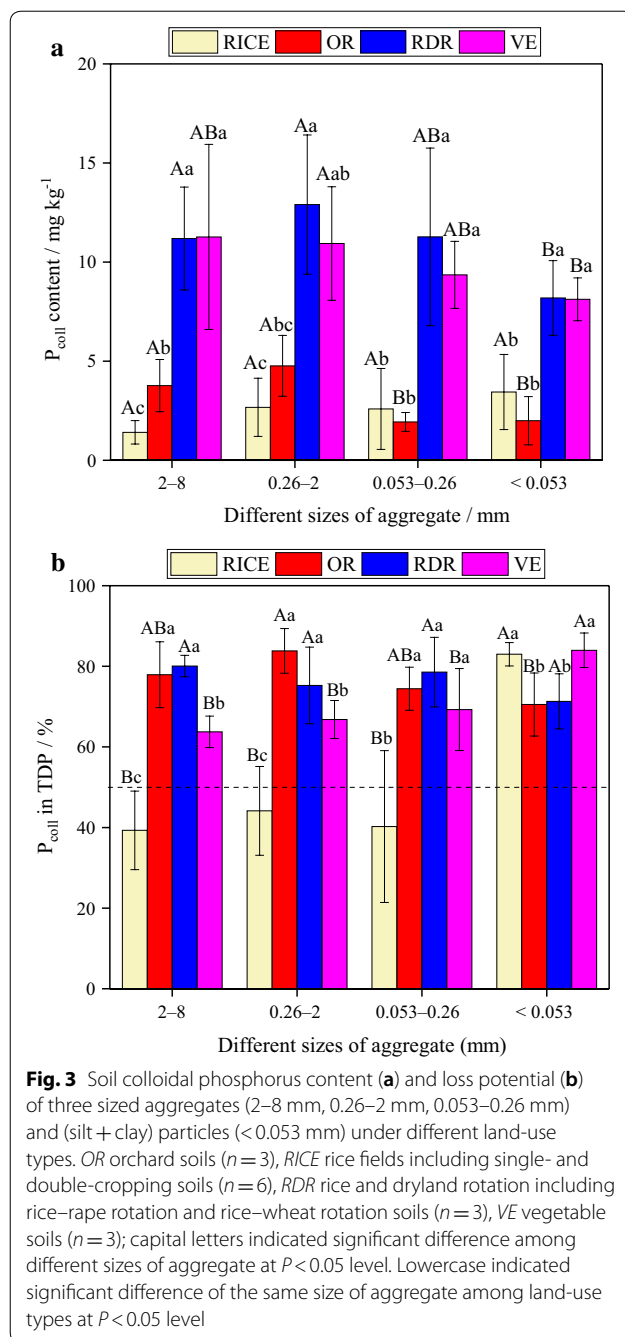 a
RICE OR RDR VE
20
15
10
5
0
P_coll content / mg kg⁻¹
Ac Ab Aa ABa
Ac Abc Aa Aab
Ab Bb ABa ABa
Ab Bb Ba Ba
2–8 0.26–2 0.053–0.26 < 0.053
Different sizes of aggregate / mm
b
RICE OR RDR VE
100
80
60
40
20
0
P_coll in TDP / %
Bc ABa Aa Bb
Bc Aa Aa Bb
Bb ABa Aa Ba
Aa Bb Ab Aa
2–8 0.26–2 0.053–0.26 < 0.053
Different sizes of aggregate (mm)
Fig. 3 Soil colloidal phosphorus content (a) and loss potential (b)
of three sized aggregates (2–8 mm, 0.26–2 mm, 0.053–0.26 mm)
and (silt + clay) particles (< 0.053 mm) under different land-use
types. OR orchard soils (n = 3), RICE rice fields including single- and
double-cropping soils (n = 6), RDR rice and dryland rotation including
rice–rape rotation and rice–wheat rotation soils (n = 3), VE vegetable
soils (n = 3); capital letters indicated significant difference among
different sizes of aggregate at P < 0.05 level. Lowercase indicated
significant difference of the same size of aggregate among land-use
types at P < 0.05 level